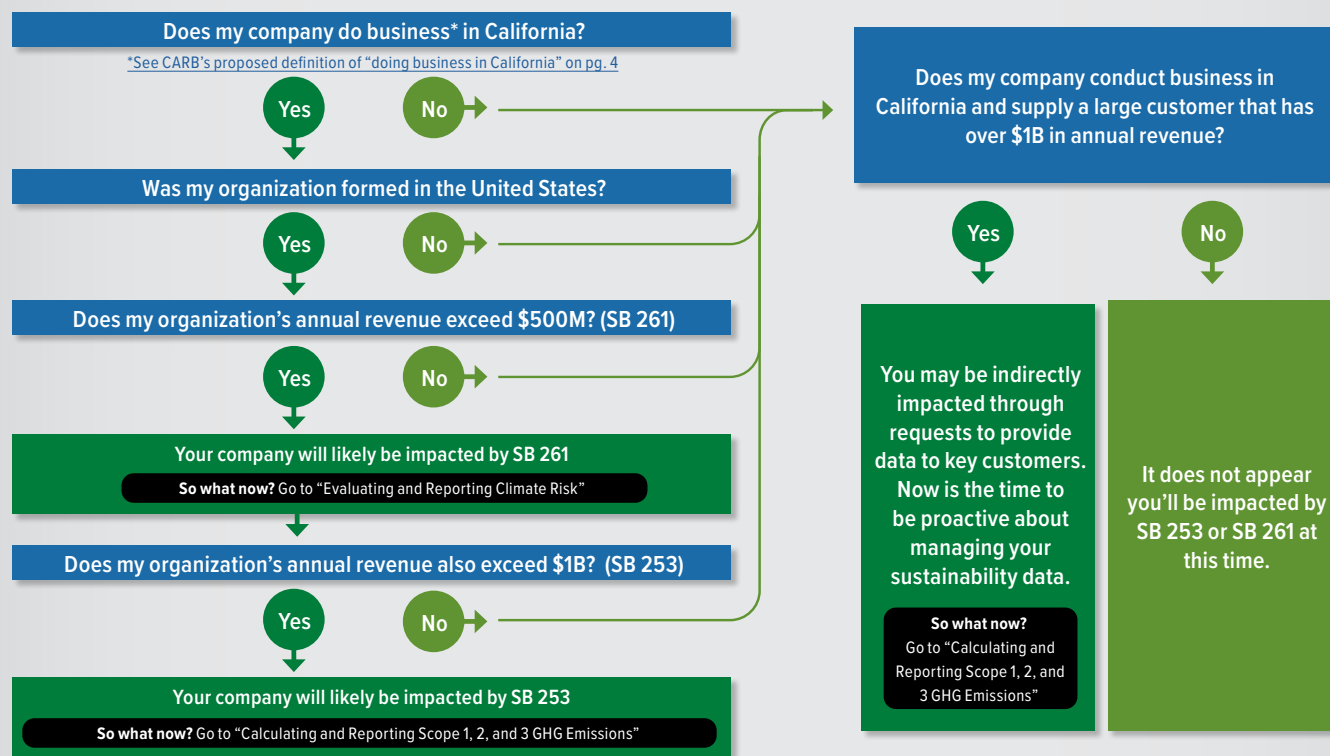 Does my company do business* in California?
*See CARB's proposed definition of “doing business in California” on pg. 4
Yes
No
Was my organization formed in the United States?
Yes
No
Does my organization's annual revenue exceed $500M? (SB 261)
Yes
No
Your company will likely be impacted by SB 261
So what now? Go to “Evaluating and Reporting Climate Risk”
Does my organization's annual revenue also exceed $1B? (SB 253)
Yes
No
Your company will likely be impacted by SB 253
So what now? Go to “Calculating and Reporting Scope 1, 2, and 3 GHG Emissions”
Does my company conduct business in
California and supply a large customer that has
over $1B in annual revenue?
Yes
No
You may be indirectly
impacted through
requests to provide
data to key customers.
Now is the time to
be proactive about
managing your
sustainability data.
So what now?
Go to “Calculating and
Reporting Scope 1, 2, and
3 GHG Emissions”
It does not appear
you'll be impacted by
SB 253 or SB 261 at
this time.